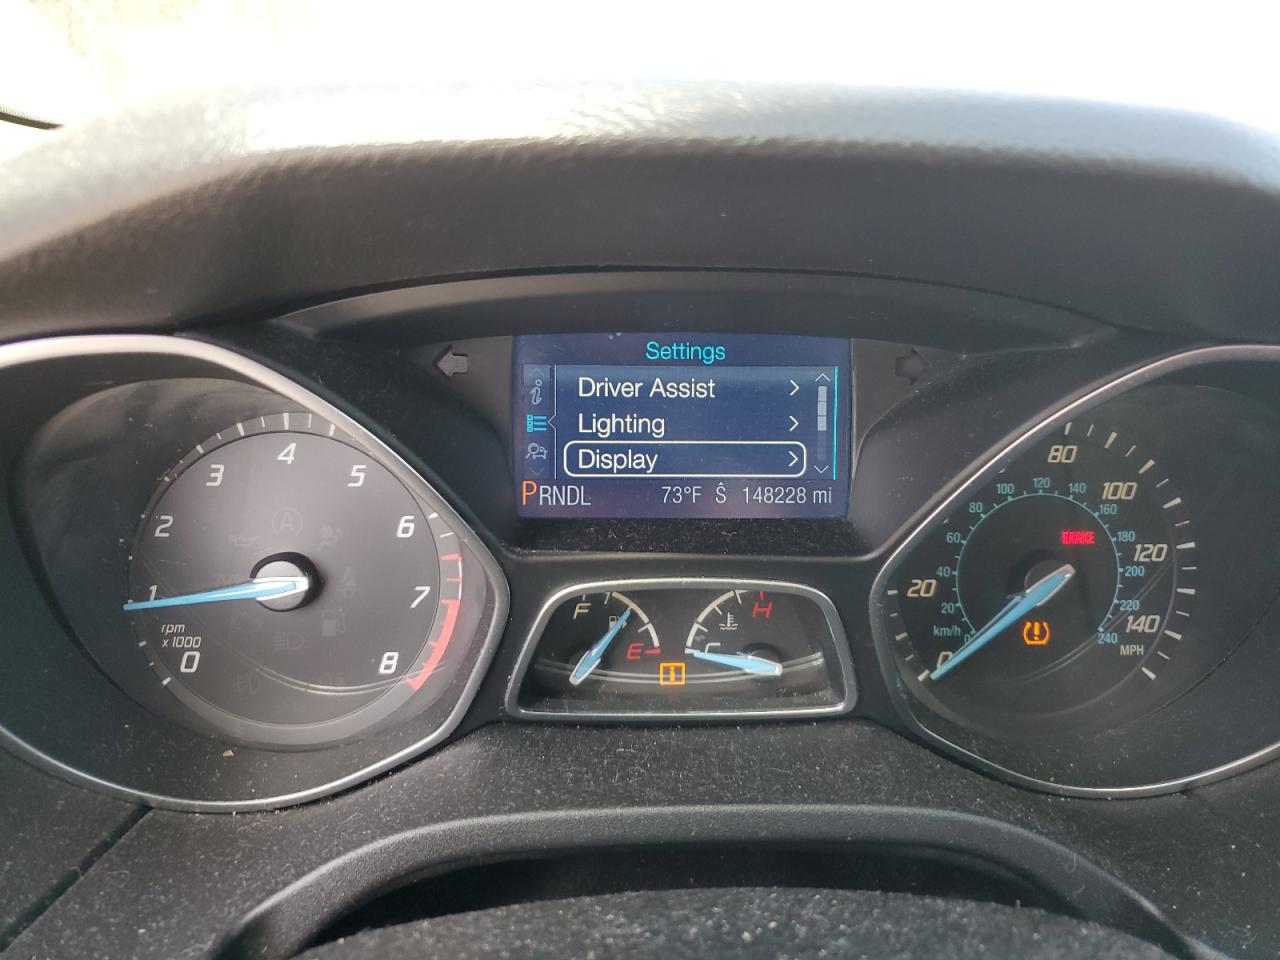 Settings
Driver Assist
Lighting
Display
PRNDL 73°F Ŝ 148228 mi
0
1
2
3
4
5
6
7
8
rpm
x1000
A
F
E
C
H
i
0
20
80
100
120
140
MPH
km/h
0
20
40
60
80
100
120
140
160
180
200
220
240
BRAKE